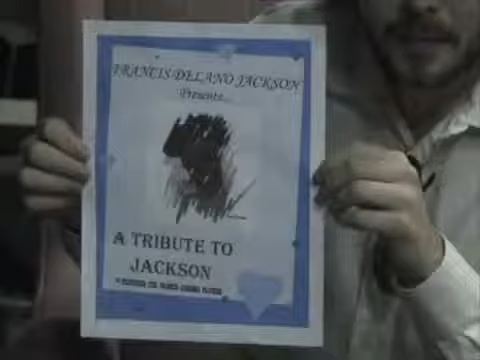 FRANCIS DELANO JACKSON
Presents...
A TRIBUTE TO
JACKSON